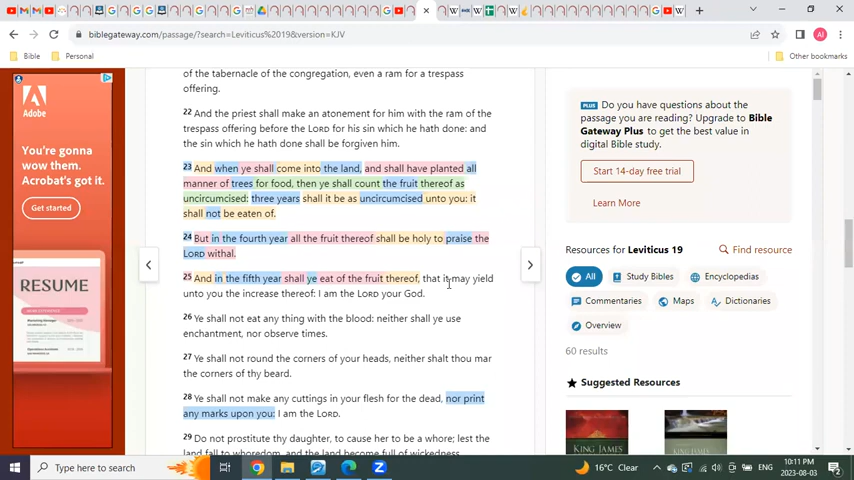 biblegateway.com/passage/?search=Leviticus%2019&version=KJV
Bible
Personal
Other bookmarks
Adobe
You're gonna
wow them.
Acrobat's got it.
Get started
RESUME
of the tabernacle of the congregation, even a ram for a trespass
offering.
22 And the priest shall make an atonement for him with the ram of the
trespass offering before the LORD for his sin which he hath done: and
the sin which he hath done shall be forgiven him.
23 And when ye shall come into the land, and shall have planted all
manner of trees for food, then ye shall count the fruit thereof as
uncircumcised: three years shall it be as uncircumcised unto you: it
shall not be eaten of.
24 But in the fourth year all the fruit thereof shall be holy to praise the
LORD withal.
25 And in the fifth year shall ye eat of the fruit thereof, that it may yield
unto you the increase thereof: I am the LORD your God.
26 Ye shall not eat any thing with the blood: neither shall ye use
enchantment, nor observe times.
27 Ye shall not round the corners of your heads, neither shalt thou mar
the corners of thy beard.
28 Ye shall not make any cuttings in your flesh for the dead, nor print
any marks upon you: I am the LORD.
29 Do not prostitute thy daughter, to cause her to be a whore; lest the
land fall to whoredom, and the land become full of wickedness.
PLUS Do you have questions about the
passage you are reading? Upgrade to Bible
Gateway Plus to get the best value in
digital Bible study.
Start 14-day free trial
Learn More
Resources for Leviticus 19
Find resource
All
Study Bibles
Encyclopedias
Commentaries
Maps
Dictionaries
Overview
60 results
Suggested Resources
KING JAMES
Type here to search
16°C Clear
ENG
10:11 PM
2023-08-03
2